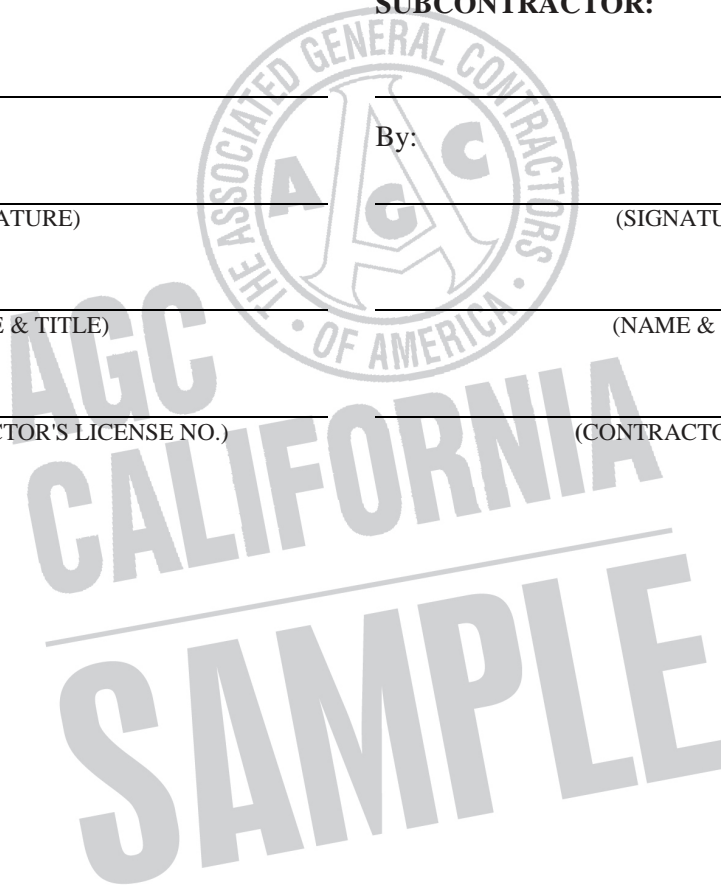 SUBCONTRACTOR:
By:
ATURE) (SIGNATU
E & TITLE) (NAME &
CTOR'S LICENSE NO.) (CONTRACTO
THE ASSOCIATED GENERAL CONTRACTORS • OF AMERICA •
A G C
AGC
CALIFORNIA
SAMPLE